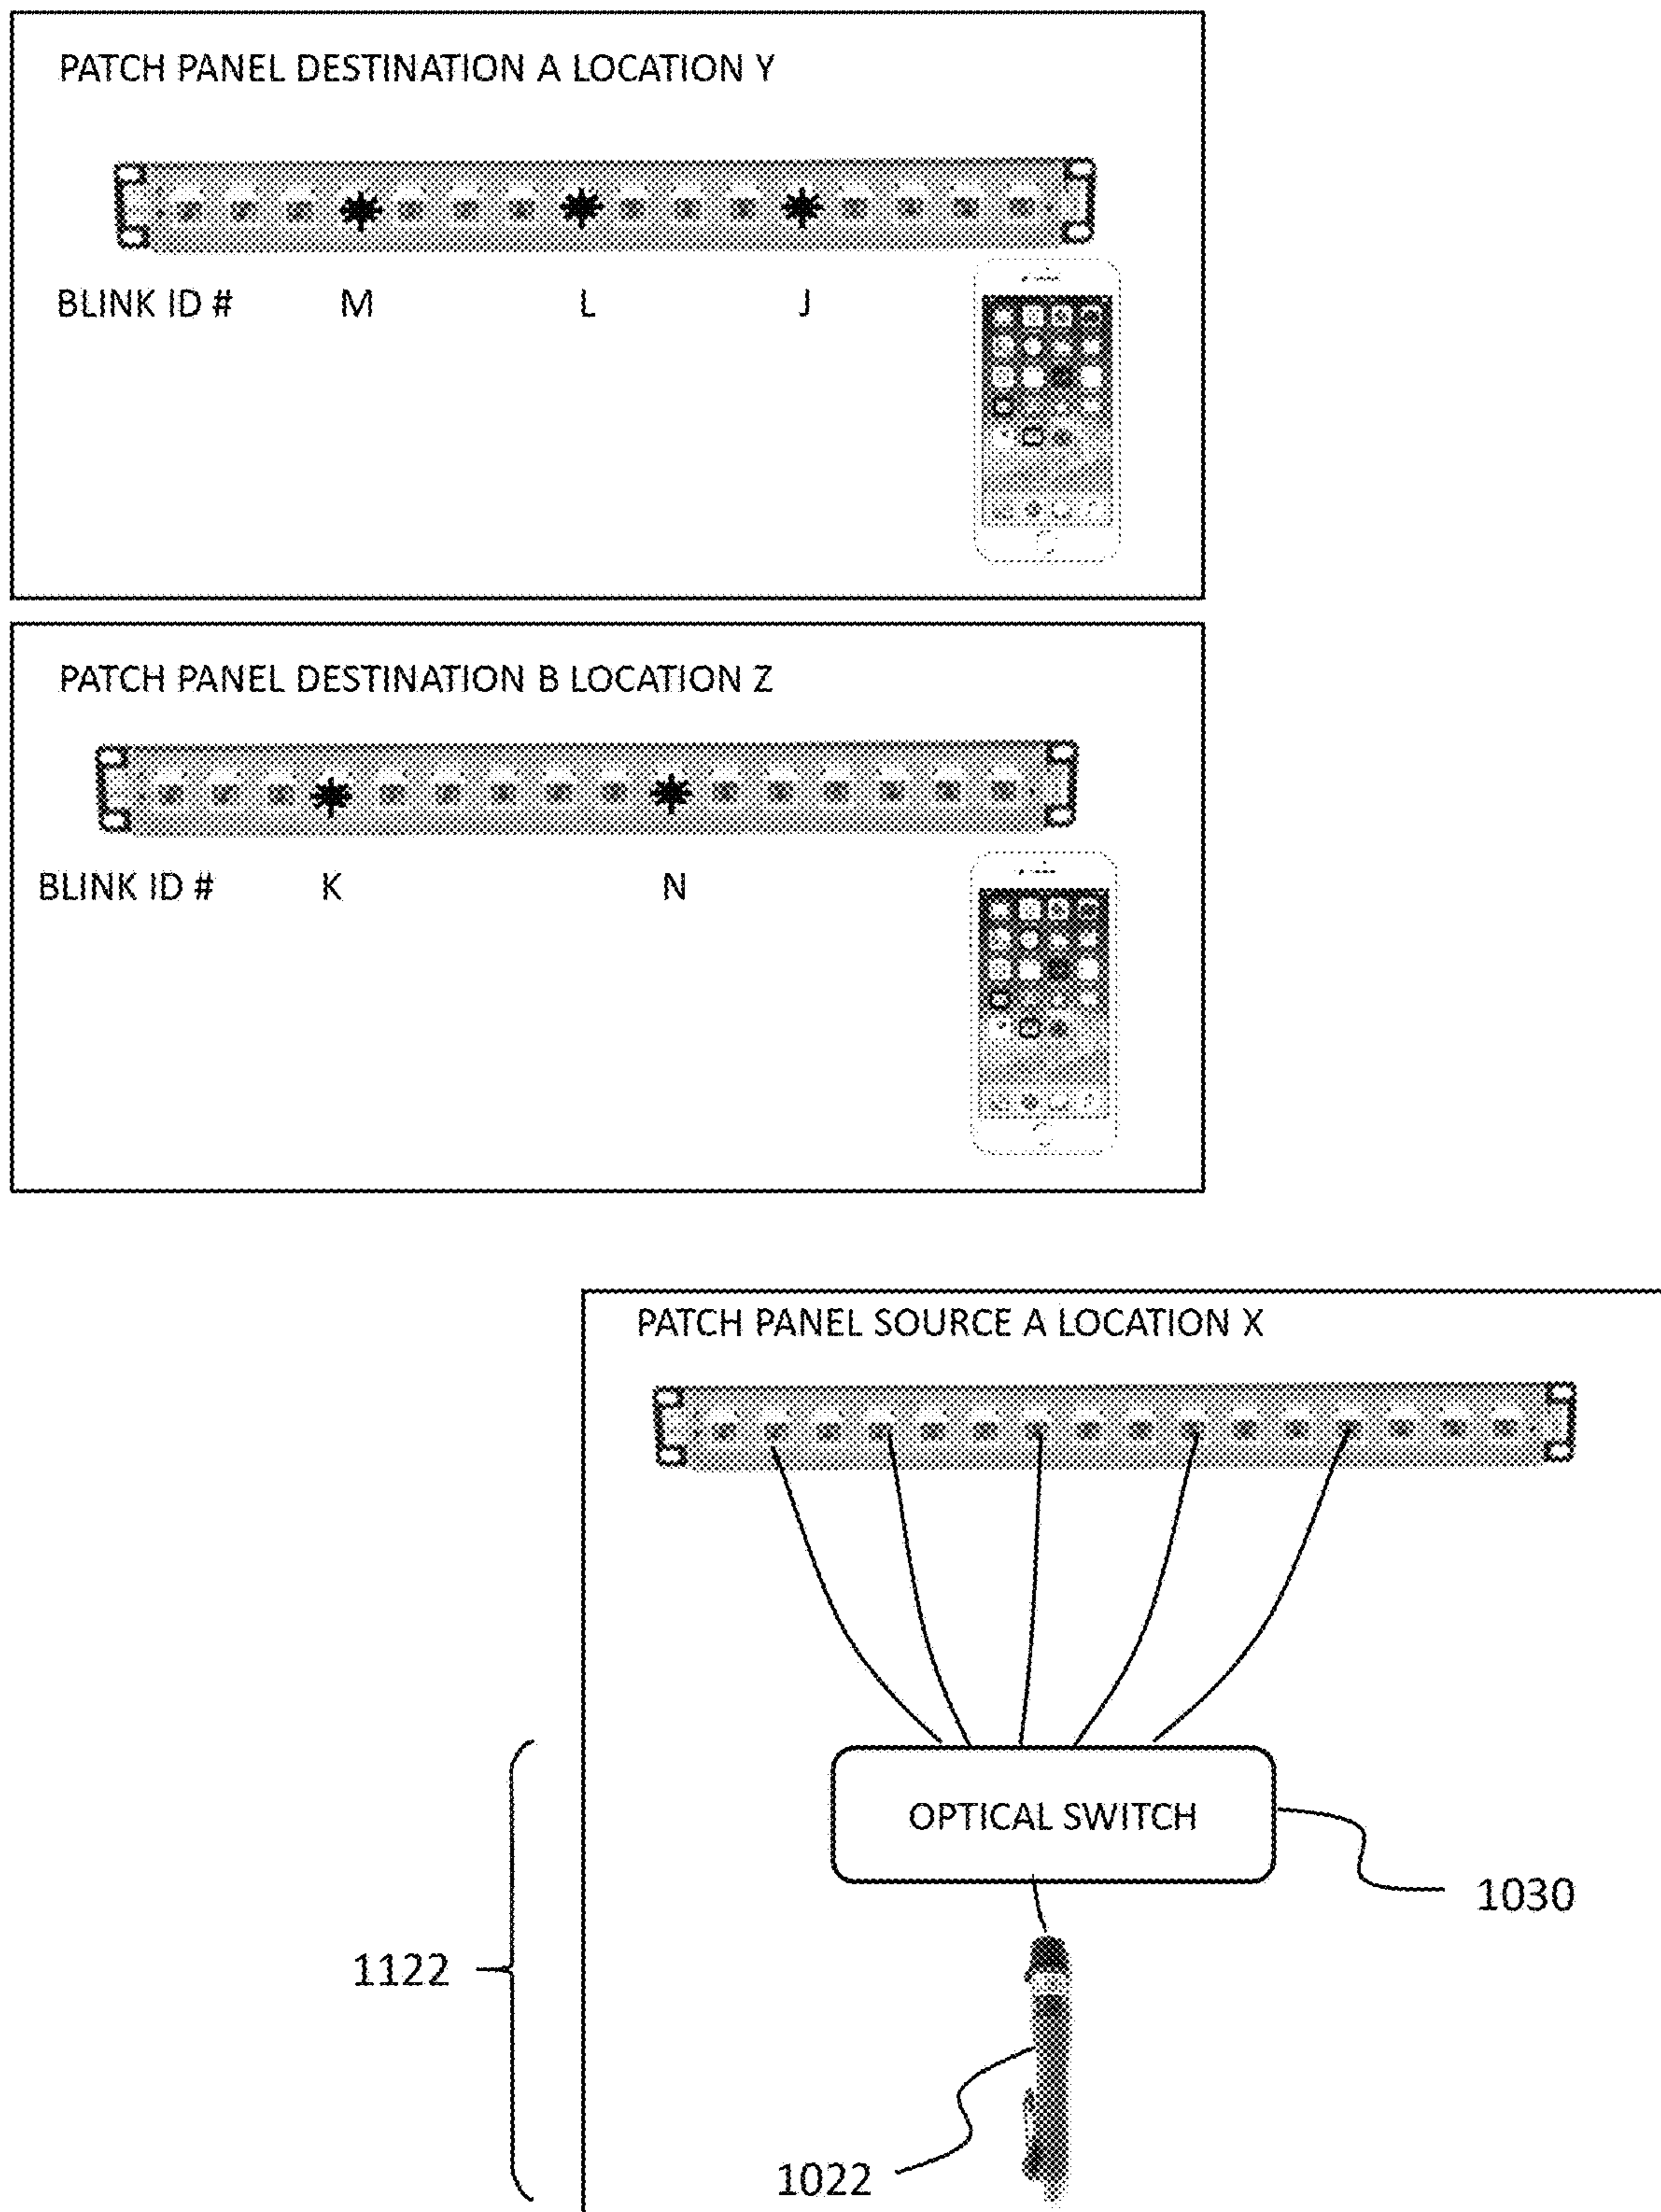 PATCH PANEL DESTINATION A LOCATION Y
BLINK ID # M L J
PATCH PANEL DESTINATION B LOCATION Z
BLINK ID # K N
PATCH PANEL SOURCE A LOCATION X
OPTICAL SWITCH
1030
1122
1022